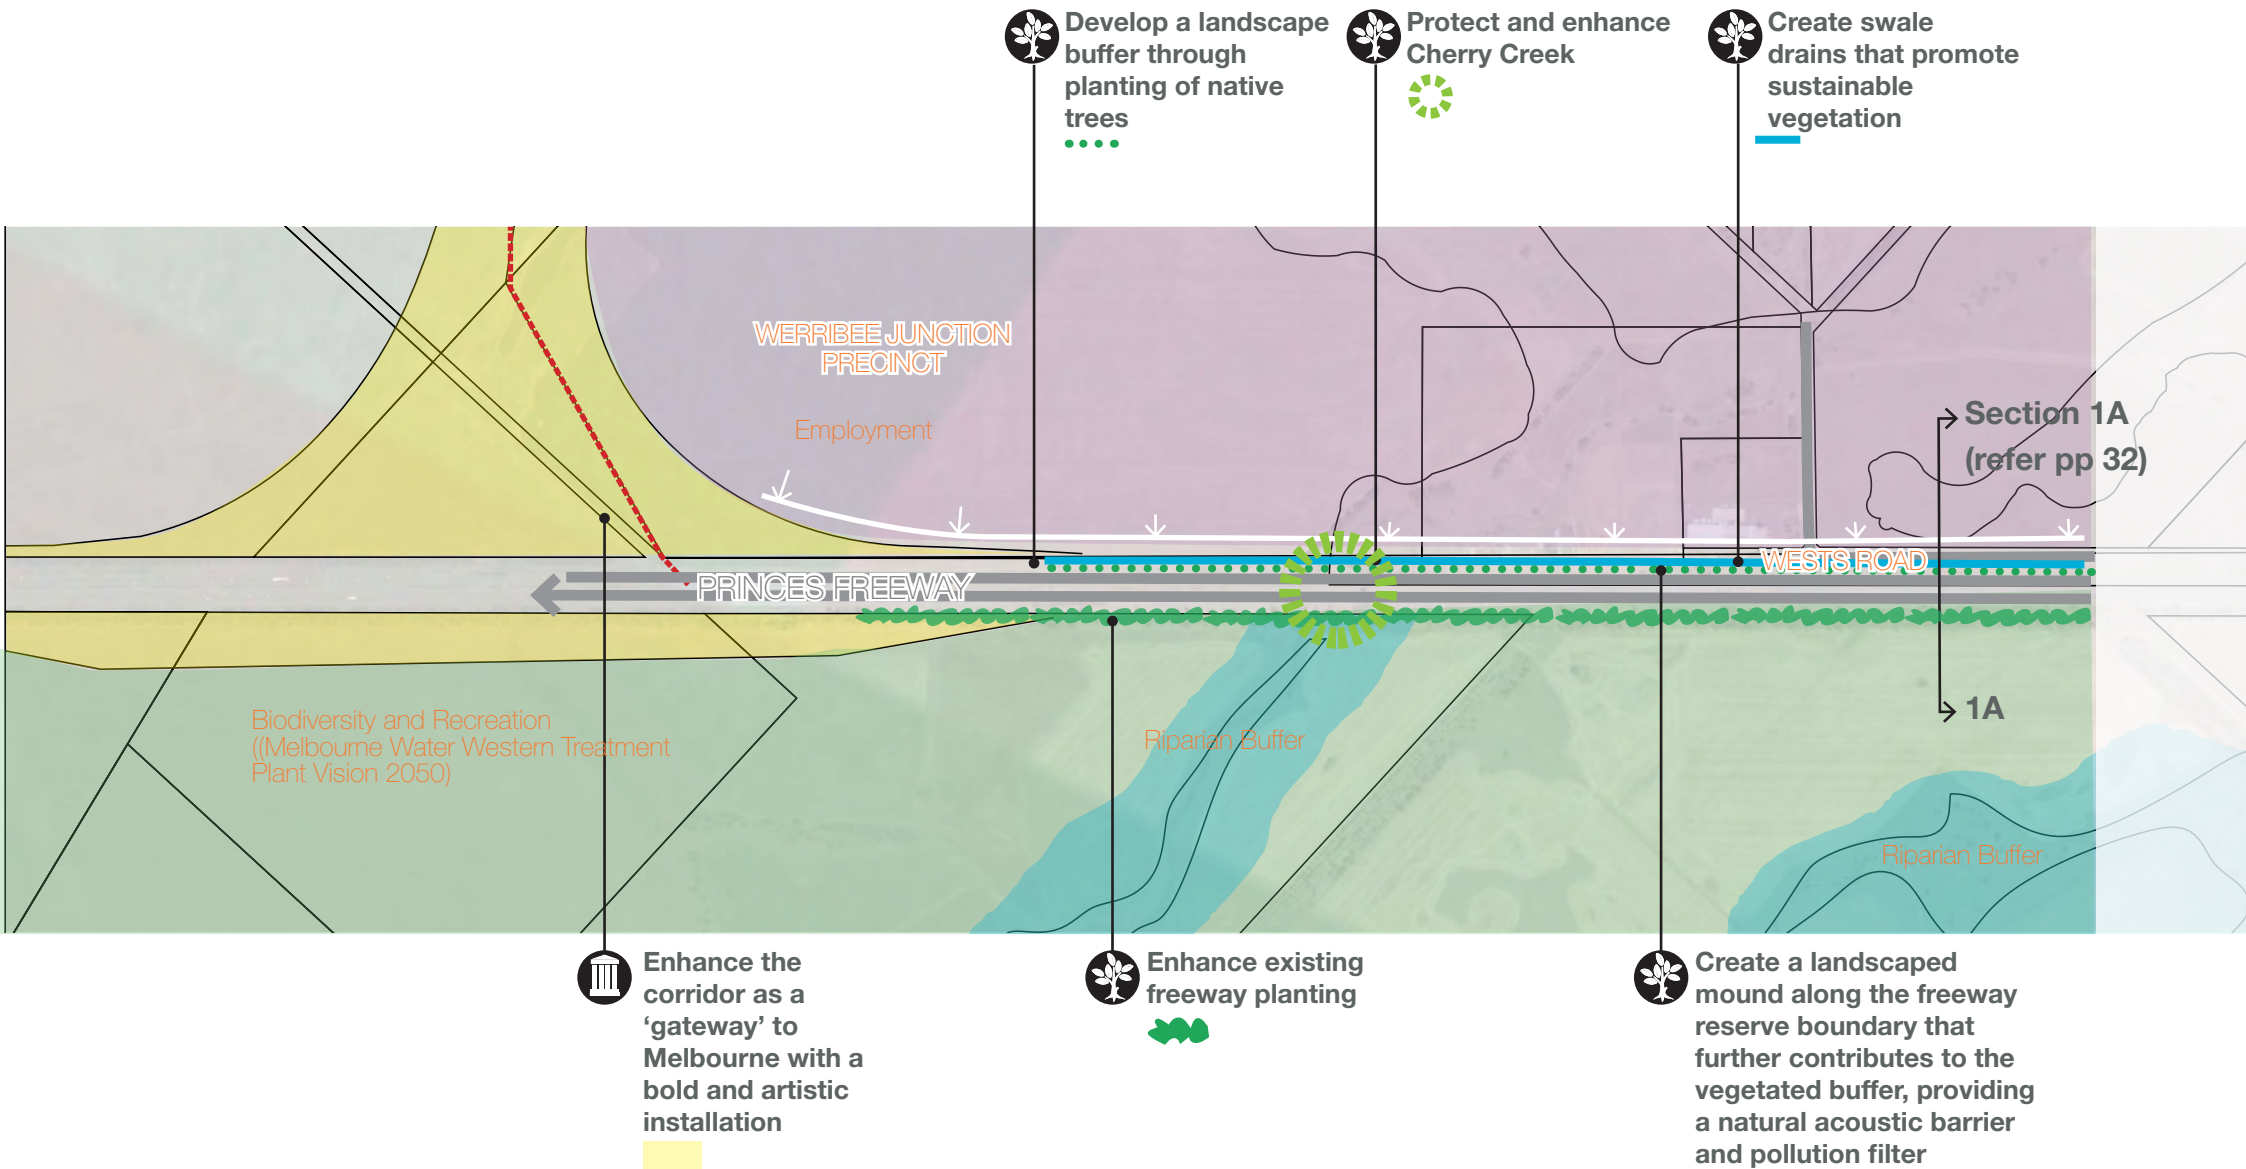 Develop a landscape
buffer through
planting of native
trees
Protect and enhance
Cherry Creek
Create swale
drains that promote
sustainable
vegetation
WERRIBEE JUNCTION
PRECINCT
Employment
Section 1A
(refer pp 32)
WESTS ROAD
PRINCES FREEWAY
1A
Biodiversity and Recreation
((Melbourne Water Western Treatment
Plant Vision 2050)
Riparian Buffer
Riparian Buffer
Enhance the
corridor as a
‘gateway’ to
Melbourne with a
bold and artistic
installation
Enhance existing
freeway planting
Create a landscaped
mound along the freeway
reserve boundary that
further contributes to the
vegetated buffer, providing
a natural acoustic barrier
and pollution filter